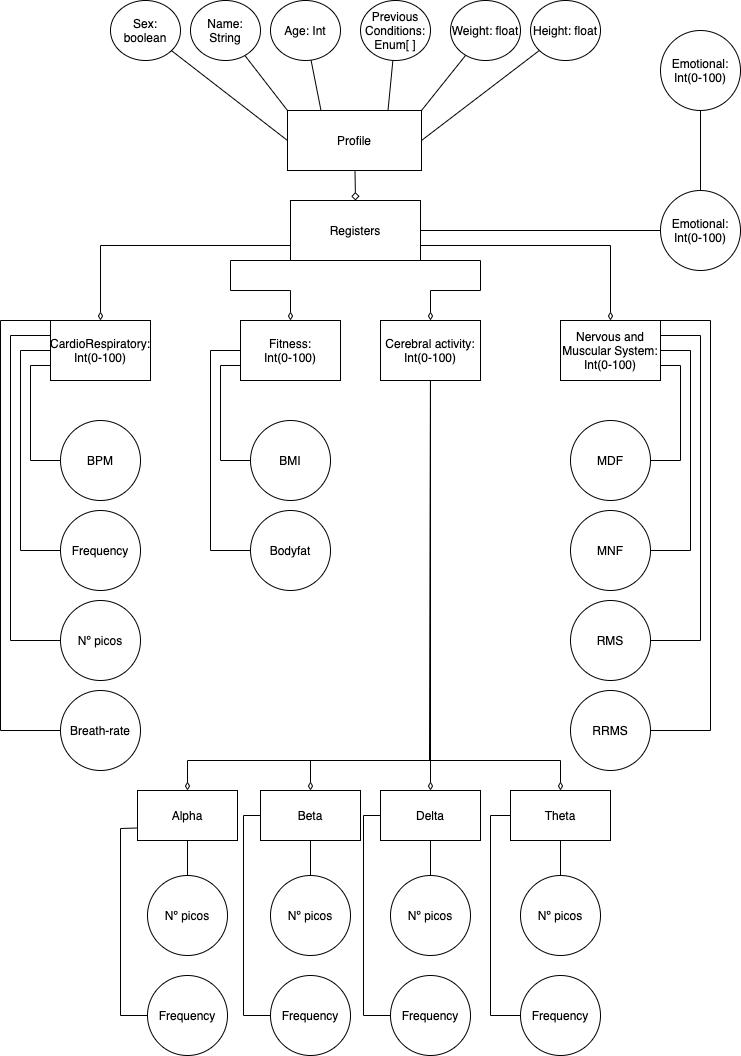 Sex:
boolean
Name:
String
Age: Int
Previous
Conditions:
Enum[ ]
Weight: float
Height: float
Emotional:
Int(0-100)
Profile
Registers
Emotional:
Int(0-100)
CardioRespiratory:
Int(0-100)
Fitness:
Int(0-100)
Cerebral activity:
Int(0-100)
Nervous and
Muscular System:
Int(0-100)
BPM
BMI
MDF
Frequency
Bodyfat
MNF
Nº picos
RMS
Breath-rate
RRMS
Alpha
Beta
Delta
Theta
Nº picos
Nº picos
Nº picos
Nº picos
Frequency
Frequency
Frequency
Frequency